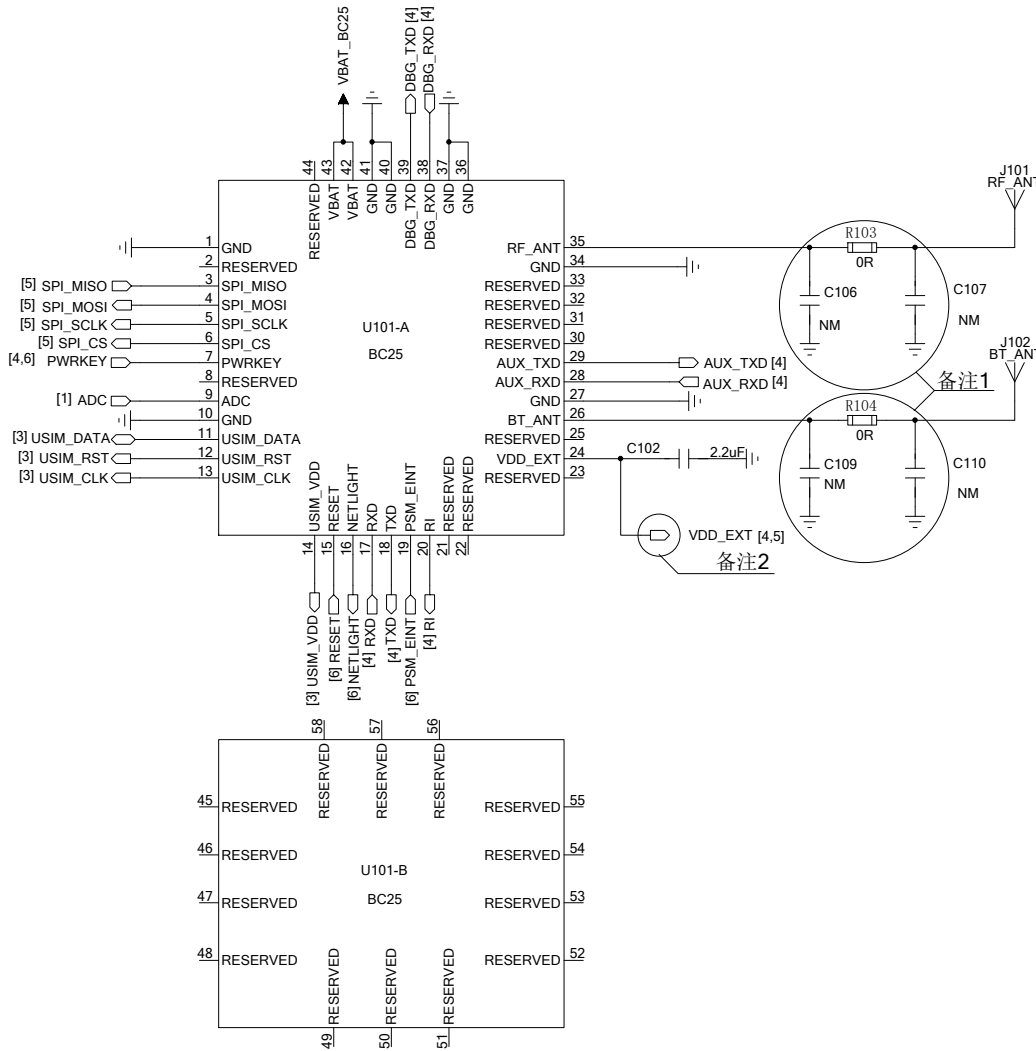 VBAT_BC25
DBG_TXD [4]
DBG_RXD [4]
44
43
42
41
40
39
38
37
36
RESERVED
VBAT
VBAT
GND
GND
DBG_TXD
DBG_RXD
GND
GND
1 GND
2 RESERVED
[5] SPI_MISO 3 SPI_MISO
[5] SPI_MOSI 4 SPI_MOSI
[5] SPI_SCLK 5 SPI_SCLK
[5] SPI_CS 6 SPI_CS
[4,6] PWRKEY 7 PWRKEY
8 RESERVED
[1] ADC 9 ADC
10 GND
[3] USIM_DATA 11 USIM_DATA
[3] USIM_RST 12 USIM_RST
[3] USIM_CLK 13 USIM_CLK
U101-A
BC25
RF_ANT 35
GND 34
RESERVED 33
RESERVED 32
RESERVED 31
RESERVED 30
AUX_TXD 29 AUX_TXD [4]
AUX_RXD 28 AUX_RXD [4]
GND 27
BT_ANT 26
RESERVED 25
VDD_EXT 24
RESERVED 23
J101
RF_ANT
R103
0R
C106
NM
C107
NM
J102
BT_ANT
备注1
R104
0R
C109
NM
C110
NM
C102
2.2uF
VDD_EXT [4,5]
备注2
USIM_VDD
RESET
NETLIGHT
RXD
TXD
PSM_EINT
RI
RESERVED
RESERVED
14
15
16
17
18
19
20
21
22
[3] USIM_VDD
[6] RESET
[6] NETLIGHT
[4] RXD
[4] TXD
[6] PSM_EINT
[4] RI
58
57
56
RESERVED
RESERVED
RESERVED
45 RESERVED
46 RESERVED
47 RESERVED
48 RESERVED
U101-B
BC25
RESERVED 55
RESERVED 54
RESERVED 53
RESERVED 52
RESERVED
RESERVED
RESERVED
49
50
51